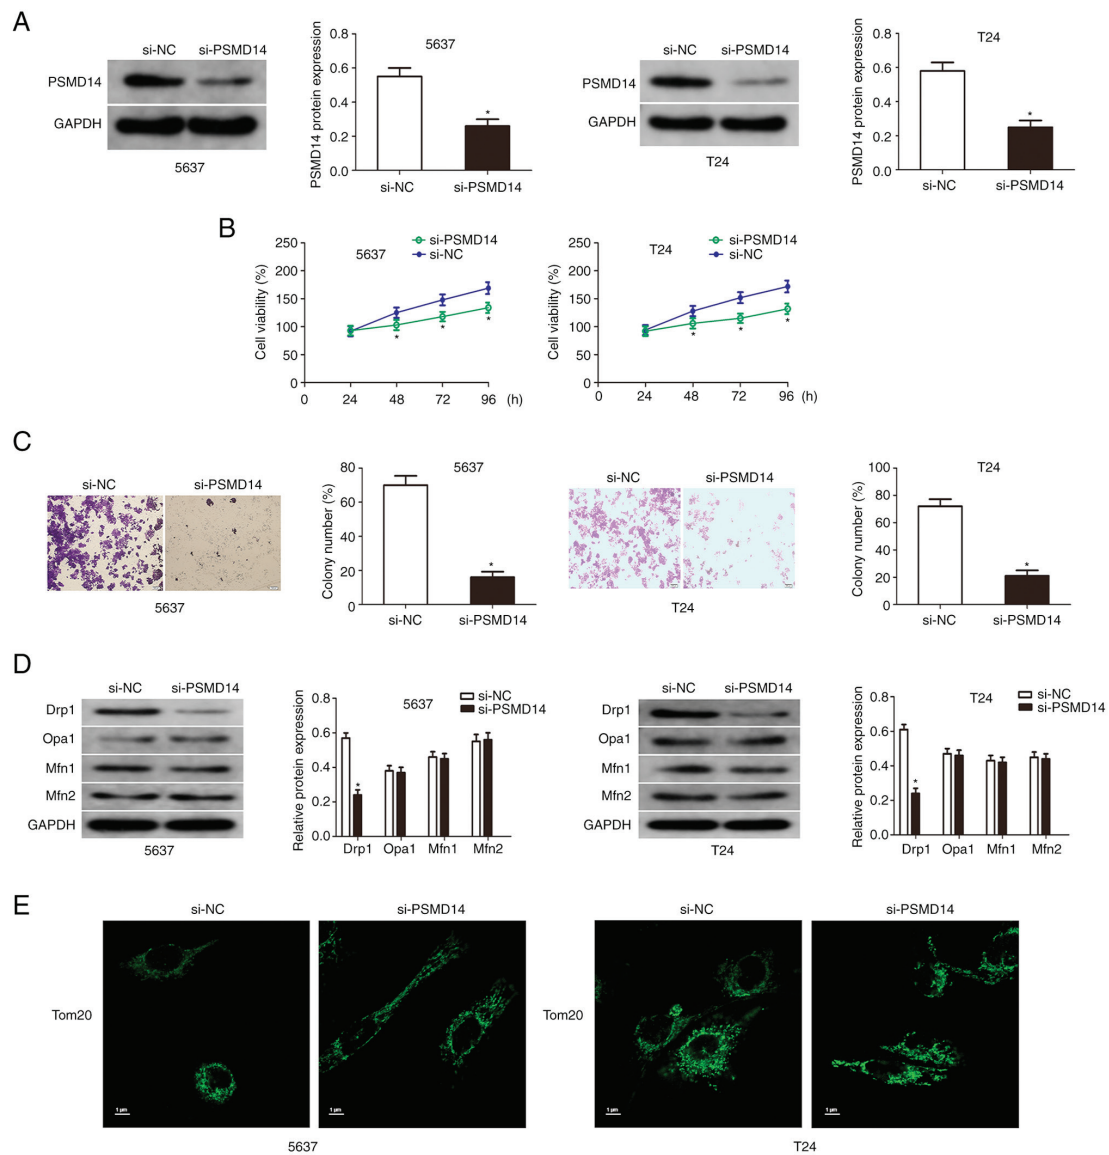 A
si-NC si-PSMD14
PSMD14
GAPDH
5637
PSMD14 protein expression
0.8
0.6
0.4
0.2
0.0
5637
*
si-NC si-PSMD14
si-NC si-PSMD14
PSMD14
GAPDH
T24
PSMD14 protein expression
0.8
0.6
0.4
0.2
0.0
T24
*
si-NC si-PSMD14
B
Cell viability (%)
250
200
150
100
50
0
5637
si-PSMD14
si-NC
* * *
0 24 48 72 96 (h)
Cell viability (%)
250
200
150
100
50
0
T24
si-PSMD14
si-NC
* * *
0 24 48 72 96 (h)
C
si-NC si-PSMD14
5637
Colony number (%)
80
60
40
20
0
5637
*
si-NC si-PSMD14
si-NC si-PSMD14
T24
Colony number (%)
100
80
60
40
20
0
T24
*
si-NC si-PSMD14
D
si-NC si-PSMD14
Drp1
Opa1
Mfn1
Mfn2
GAPDH
5637
Relative protein expression
0.8
0.6
0.4
0.2
0.0
5637
si-NC
si-PSMD14
*
Drp1 Opa1 Mfn1 Mfn2
si-NC si-PSMD14
Drp1
Opa1
Mfn1
Mfn2
GAPDH
T24
Relative protein expression
0.8
0.6
0.4
0.2
0.0
T24
si-NC
si-PSMD14
*
Drp1 Opa1 Mfn1 Mfn2
E
si-NC si-PSMD14
Tom20
1 µm
1 µm
5637
si-NC si-PSMD14
Tom20
1 µm
1 µm
T24